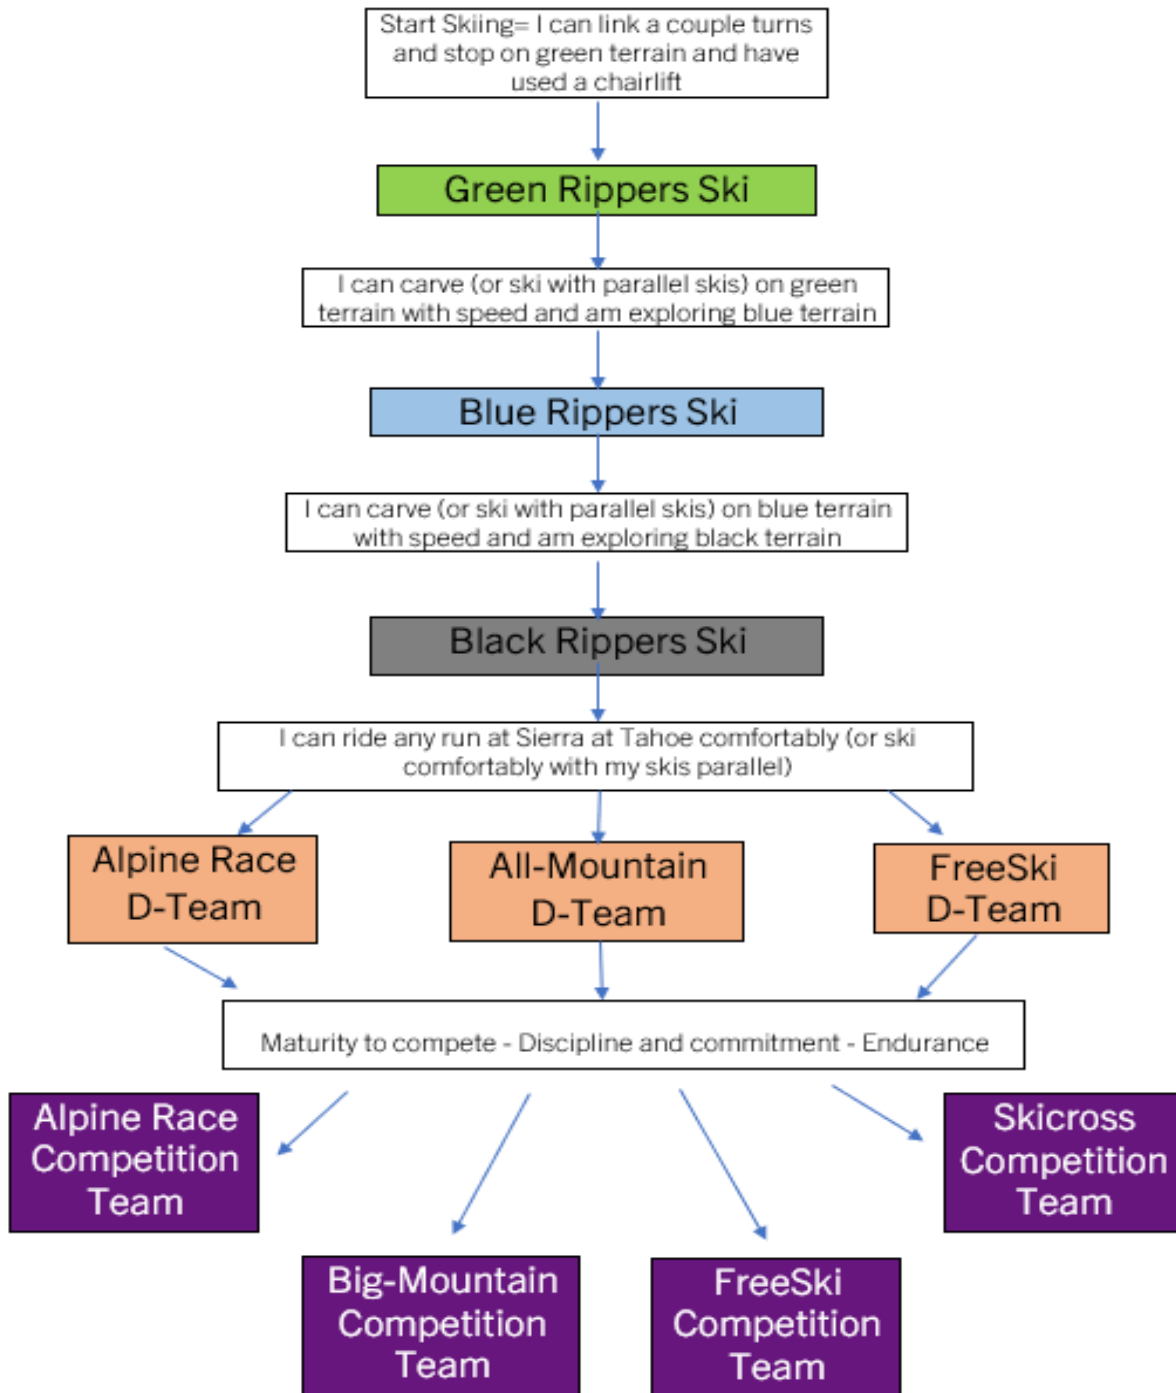 Start Skiing= I can link a couple turns
and stop on green terrain and have
used a chairlift
Green Rippers Ski
I can carve (or ski with parallel skis) on green
terrain with speed and am exploring blue terrain
Blue Rippers Ski
I can carve (or ski with parallel skis) on blue terrain
with speed and am exploring black terrain
Black Rippers Ski
I can ride any run at Sierra at Tahoe comfortably (or ski
comfortably with my skis parallel)
Alpine Race
D-Team
All-Mountain
D-Team
FreeSki
D-Team
Maturity to compete - Discipline and commitment - Endurance
Alpine Race
Competition
Team
Big-Mountain
Competition
Team
FreeSki
Competition
Team
Skicross
Competition
Team